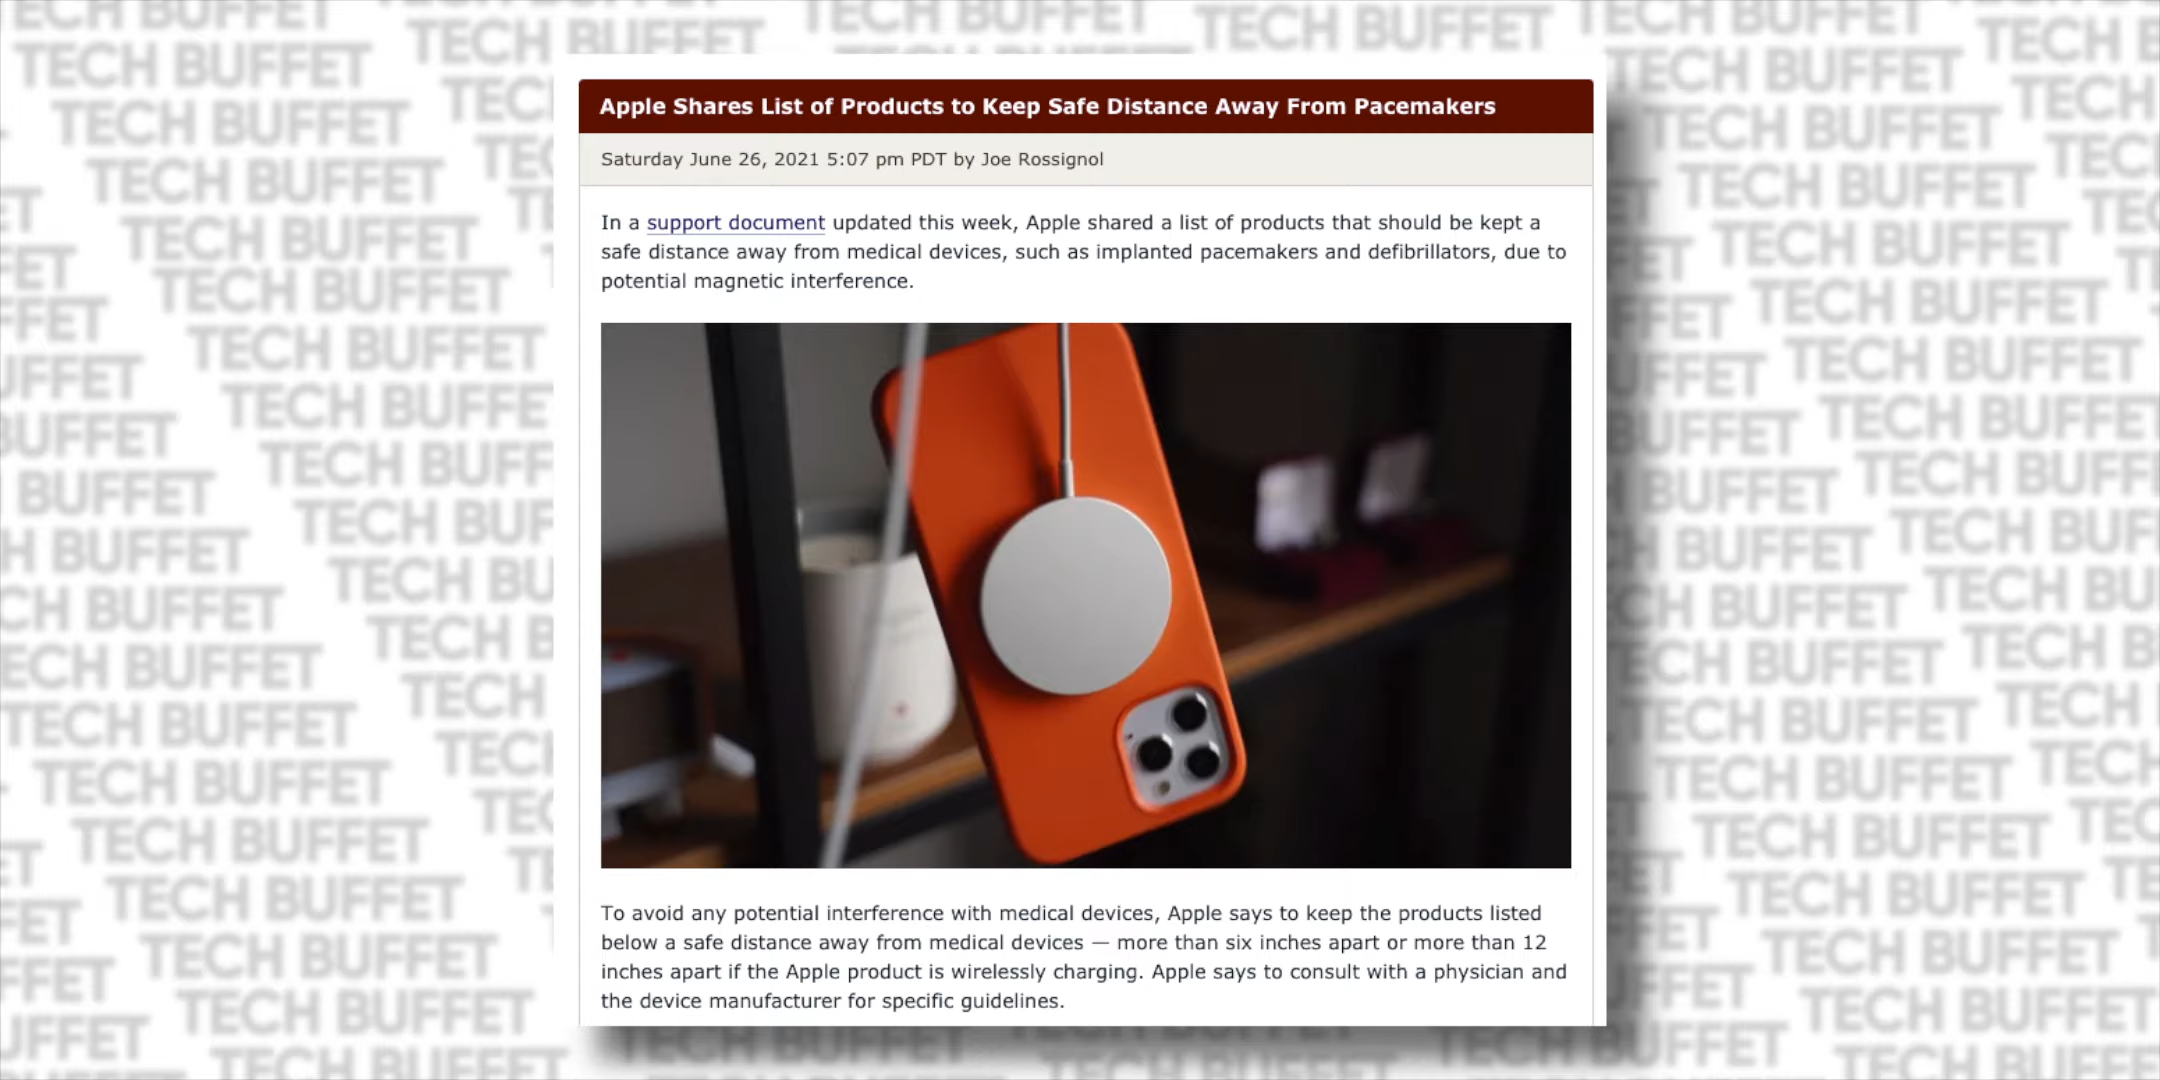 Apple Shares List of Products to Keep Safe Distance Away From Pacemakers
Saturday June 26, 2021 5:07 pm PDT by Joe Rossignol
In a support document updated this week, Apple shared a list of products that should be kept a
safe distance away from medical devices, such as implanted pacemakers and defibrillators, due to
potential magnetic interference.
To avoid any potential interference with medical devices, Apple says to keep the products listed
below a safe distance away from medical devices — more than six inches apart or more than 12
inches apart if the Apple product is wirelessly charging. Apple says to consult with a physician and
the device manufacturer for specific guidelines.
TECH BUFFET